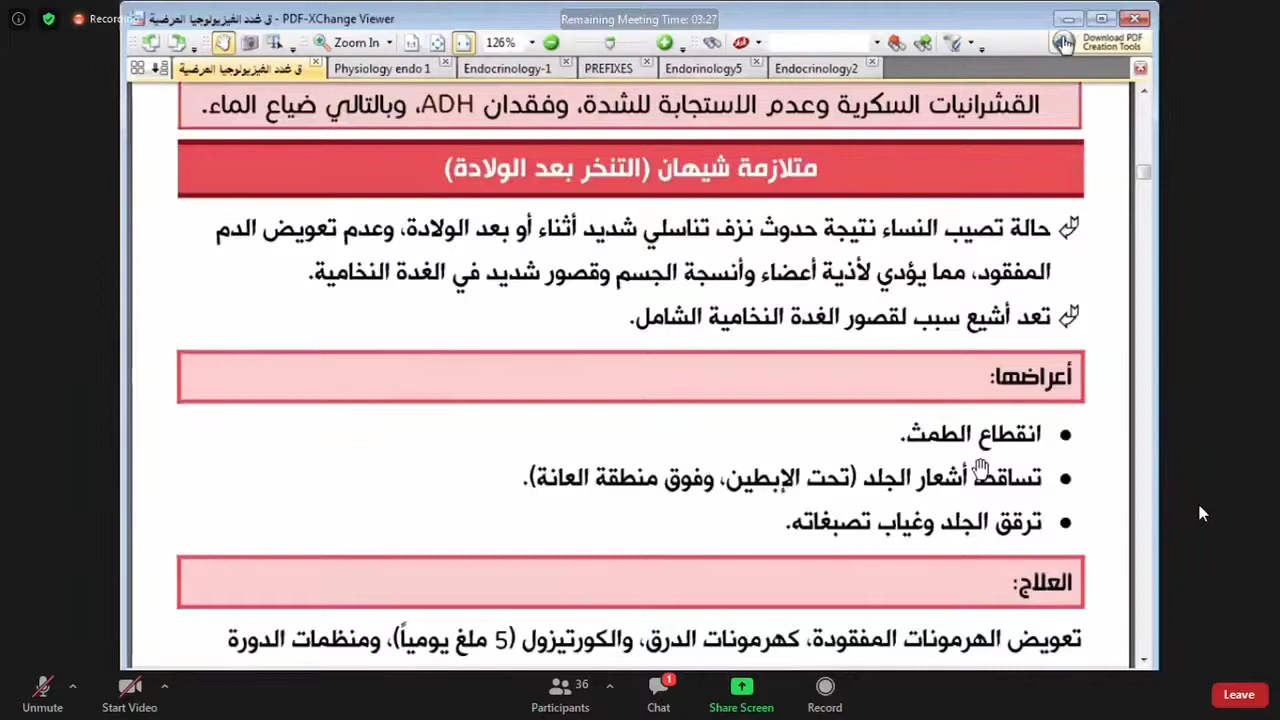 Recording
ق غدد الفيزيولوجيا المرضية - PDF-XChange Viewer
Remaining Meeting Time: 03:27
Zoom In
126%
Download PDF
Creation Tools
ق غدد الفيزيولوجيا المرضية
Physiology endo 1
Endocrinology-1
PREFIXES
Endorinology5
Endocrinology2
القشرانيات السكرية وعدم الاستجابة للشدة، وفقدان ADH، وبالتالي ضياع الماء.
متلازمة شيهان (التنخر بعد الولادة)
حالة تصيب النساء نتيجة حدوث نزف تناسلي شديد أثناء أو بعد الولادة، وعدم تعويض الدم
المفقود، مما يؤدي لأذية أعضاء وأنسجة الجسم وقصور شديد في الغدة النخامية.
تعد أشيع سبب لقصور الغدة النخامية الشامل.
أعراضها:
● انقطاع الطمث.
● تساقط أشعار الجلد (تحت الإبطين، وفوق منطقة العانة).
● ترقق الجلد وغياب تصبغاته.
العلاج:
تعويض الهرمونات المفقودة، كهرمونات الدرق، والكورتيزول (5 ملغ يومياً)، ومنظمات الدورة
Unmute
Start Video
36
Participants
1
Chat
Share Screen
Record
Leave